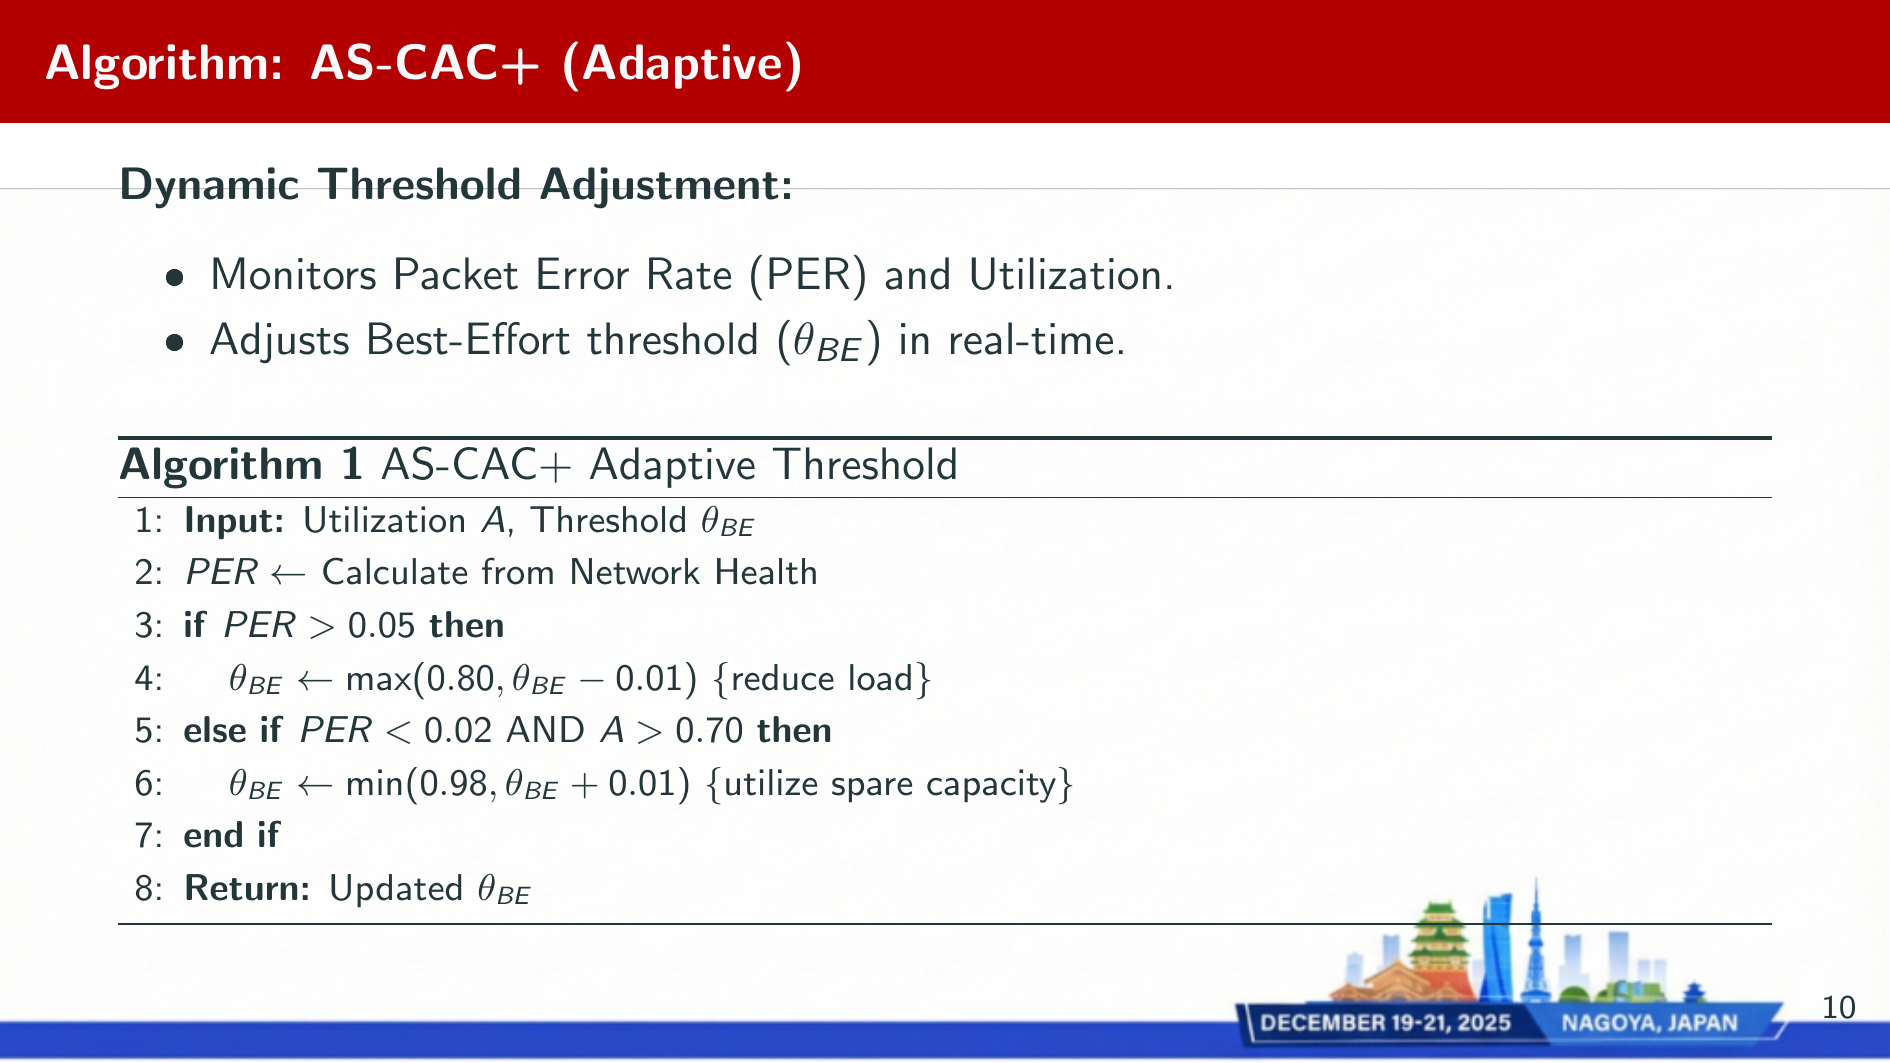 Algorithm: AS-CAC+ (Adaptive)
Dynamic Threshold Adjustment:
• Monitors Packet Error Rate (PER) and Utilization.
• Adjusts Best-Effort threshold (θ_BE) in real-time.
Algorithm 1 AS-CAC+ Adaptive Threshold
1: Input: Utilization A, Threshold θ_BE
2: PER ← Calculate from Network Health
3: if PER > 0.05 then
4: θ_BE ← max(0.80, θ_BE − 0.01) {reduce load}
5: else if PER < 0.02 AND A > 0.70 then
6: θ_BE ← min(0.98, θ_BE + 0.01) {utilize spare capacity}
7: end if
8: Return: Updated θ_BE
DECEMBER 19-21, 2025 NAGOYA, JAPAN
10